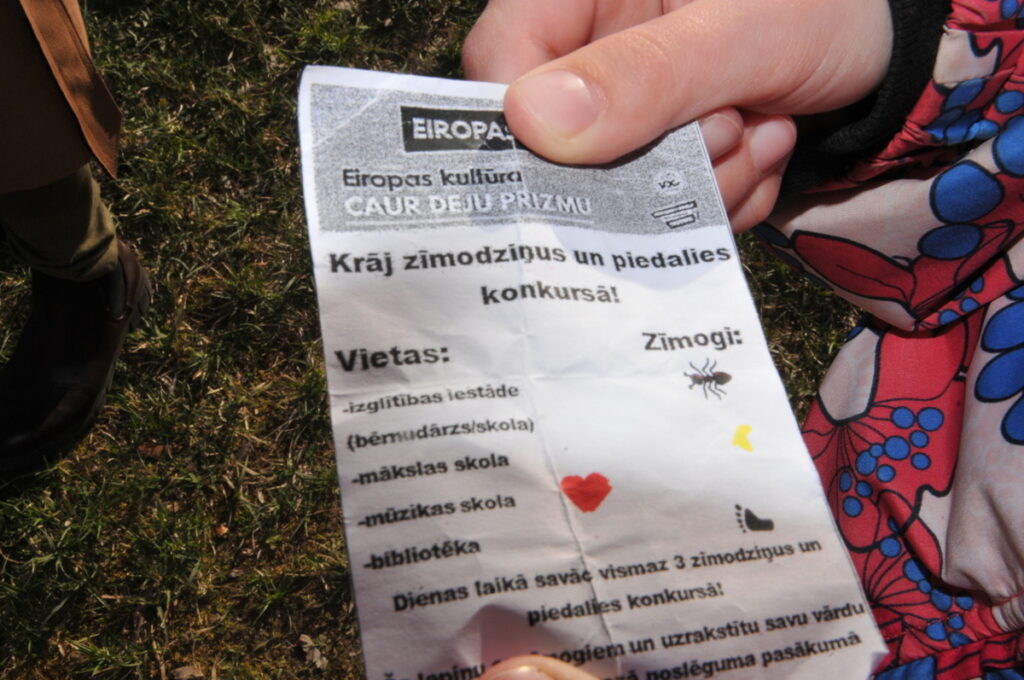 EIROPAS
Eiropas kultūra
CAUR DEJU PRIZMU
Krāj zīmodziņus un piedalies
konkursā!
Vietas:
Zīmogi:
-izglītības iestāde
(bērnudārzs/skola)
-mākslas skola
-mūzikas skola
-bibliotēka
Dienas laikā savāc vismaz 3 zīmodziņus un
piedalies konkursā!
lapiņu un uzrakstītu savu vārdu
noslēguma pasākumā